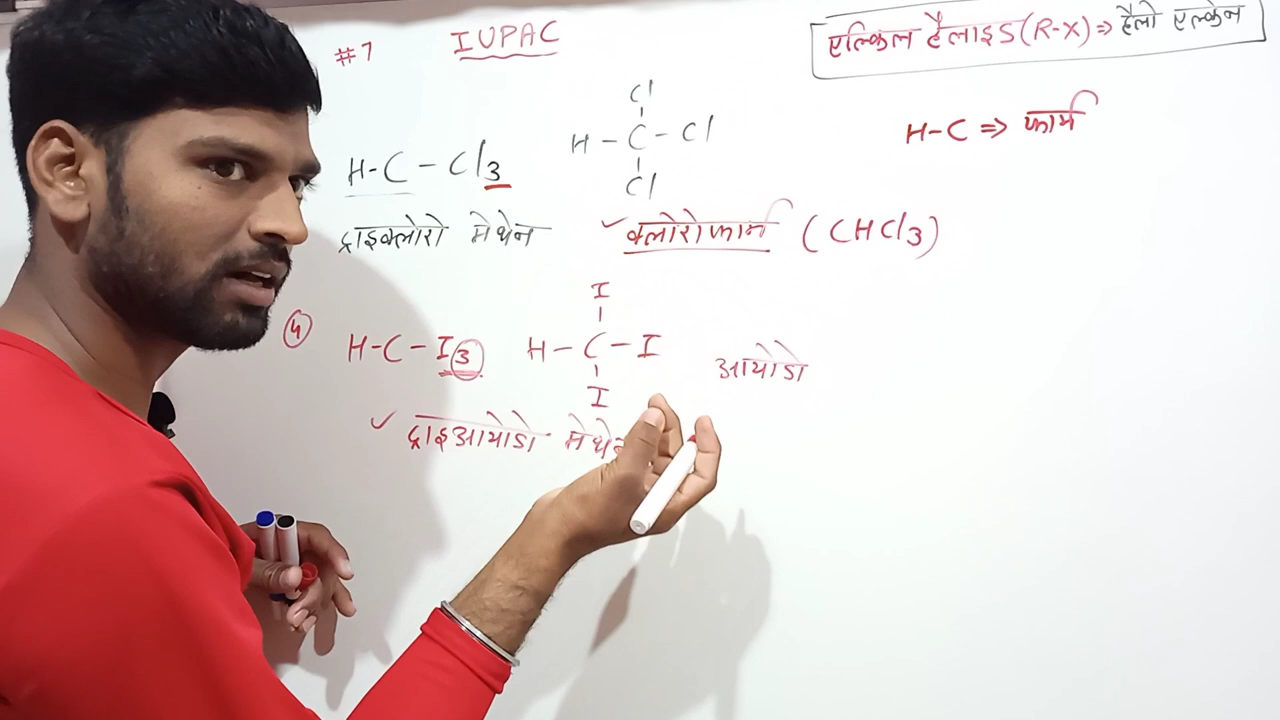 #7
IUPAC
एल्किल हैलाइड (R-X) ⇒ हैलो एल्केन
H-C ⇒ फार्म
H-C-Cl3
Cl
H-C-Cl
Cl
ट्राइक्लोरो मेथेन
✓ क्लोरोफार्म (CHCl3)
④ H-C-I3
I
H-C-I
I
आयोडो
✓ ट्राइआयोडो मेथेन